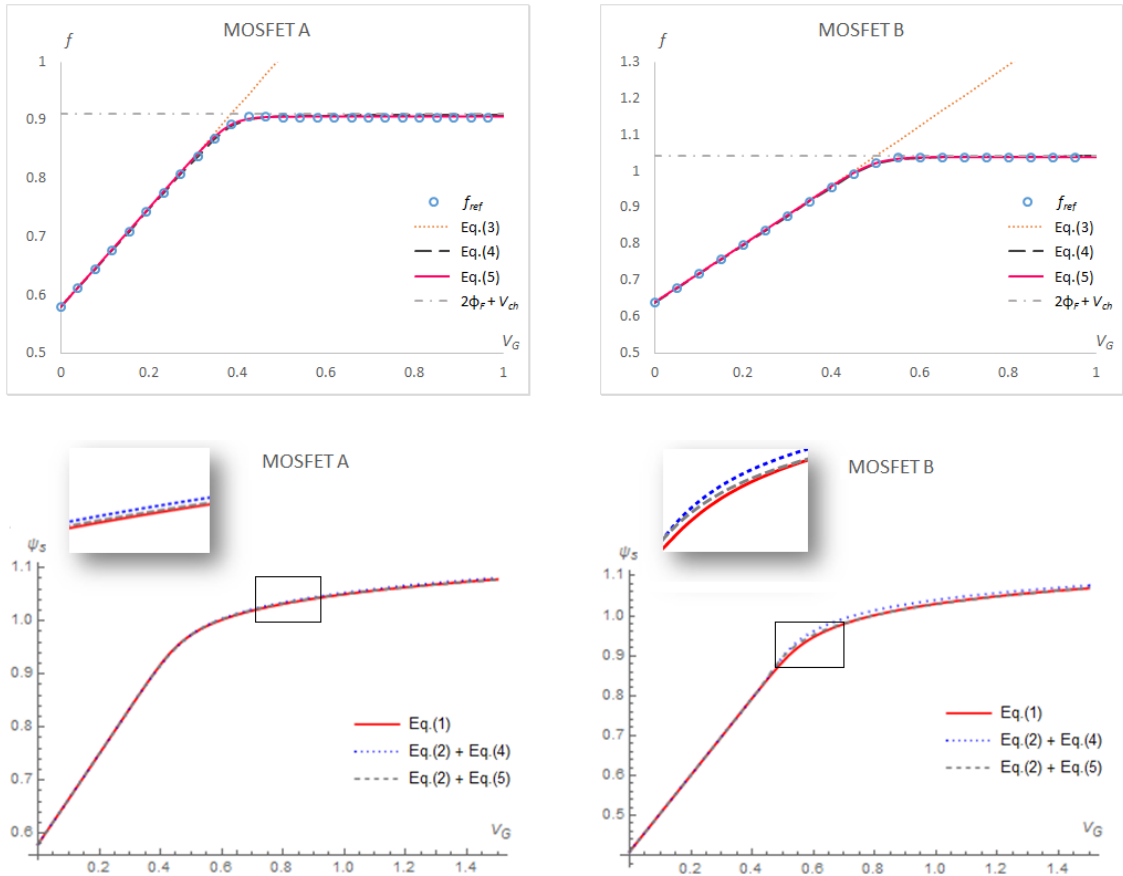 MOSFET A
f
1
0.9
0.8
0.7
0.6
0.5
f_ref
Eq.(3)
Eq.(4)
Eq.(5)
2ϕ_F + V_ch
V_G
0 0.2 0.4 0.6 0.8 1
MOSFET B
f
1.3
1.2
1.1
1
0.9
0.8
0.7
0.6
0.5
f_ref
Eq.(3)
Eq.(4)
Eq.(5)
2ϕ_F + V_ch
V_G
0 0.2 0.4 0.6 0.8 1
MOSFET A
ψ_s
1.1
1.0
0.9
0.8
0.7
0.6
Eq.(1)
Eq.(2) + Eq.(4)
Eq.(2) + Eq.(5)
V_G
0.2 0.4 0.6 0.8 1.0 1.2 1.4
MOSFET B
ψ_s
1.1
1.0
0.9
0.8
0.7
0.6
0.5
Eq.(1)
Eq.(2) + Eq.(4)
Eq.(2) + Eq.(5)
V_G
0.2 0.4 0.6 0.8 1.0 1.2 1.4